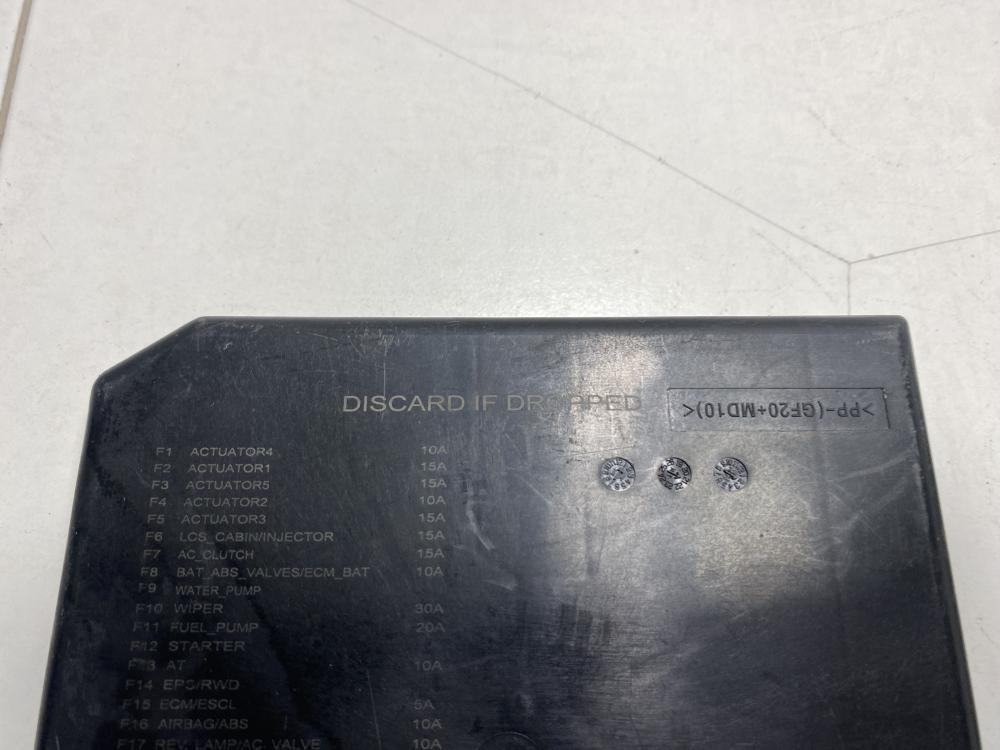 DISCARD IF DROPPED
>PP-(GF20+MD10)<
F1 ACTUATOR4 10A
F2 ACTUATOR1 15A
F3 ACTUATOR5 15A
F4 ACTUATOR2 10A
F5 ACTUATOR3 15A
F6 LCS_CABIN/INJECTOR 15A
F7 AC_CLUTCH 15A
F8 BAT_ABS_VALVES/ECM_BAT 10A
F9 WATER_PUMP
F10 WIPER 30A
F11 FUEL_PUMP 20A
F12 STARTER
F13 AT 10A
F14 EPS/RWD
F15 ECM/ESCL 5A
F16 AIRBAG/ABS 10A
F17 REV_LAMP/AC_VALVE 10A